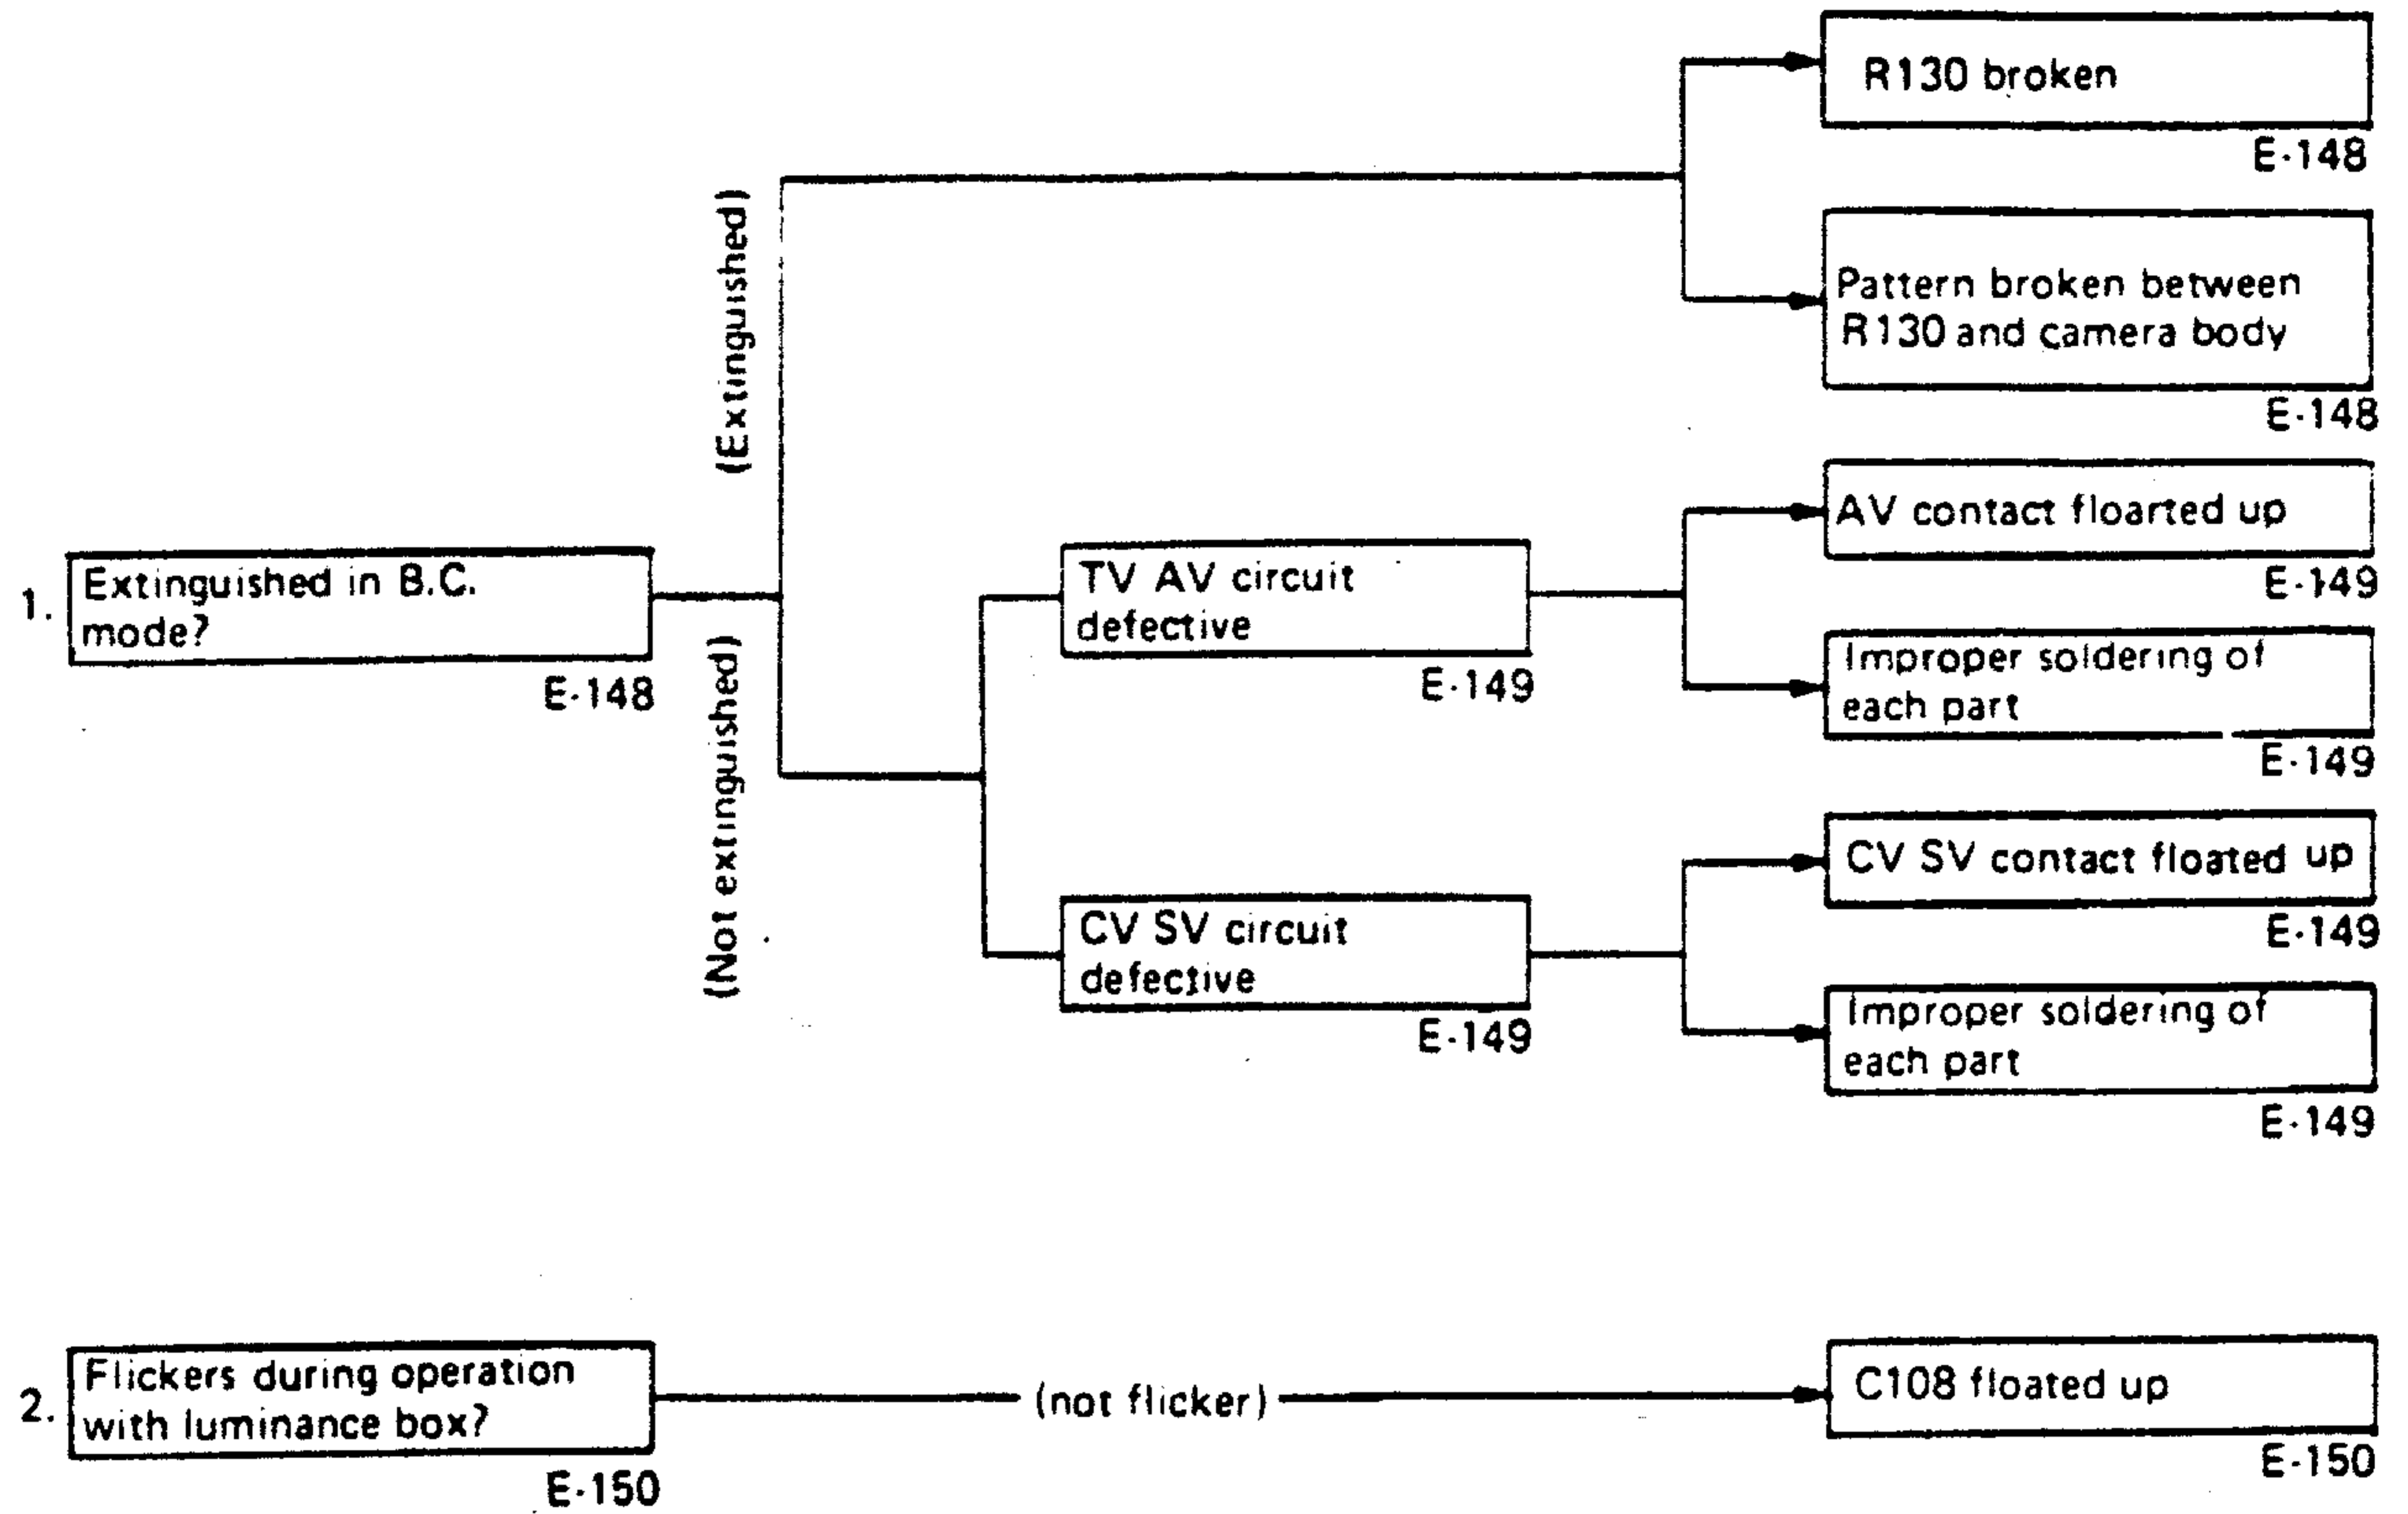 R130 broken
E-148
Pattern broken between
R130 and camera body
E-148
(Extinguished)
AV contact floarted up
E-149
1. Extinguished in B.C.
mode?
E-148
TV AV circuit
defective
E-149
Improper soldering of
each part
E-149
(Not extinguished)
CV SV contact floated up
E-149
CV SV circuit
defective
E-149
Improper soldering of
each part
E-149
2. Flickers during operation
with luminance box?
E-150
(not flicker)
C108 floated up
E-150